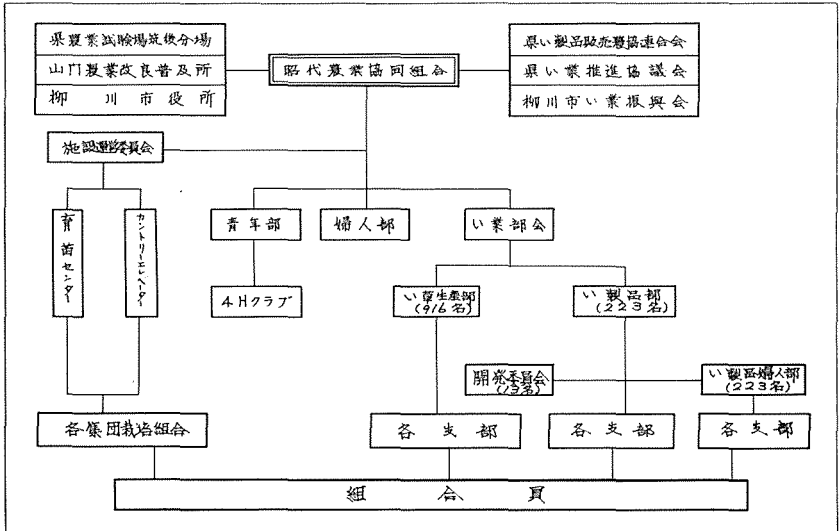 県農業試験場筑後分場
山門農業改良普及所
柳川市役所
昭代農業協同組合
県い製品販売農協連合会
県い業推進協議会
柳川市い業振興会
施設運営委員会
育苗センター
カントリーエレベーター
青年部
婦人部
い業部会
4Hクラブ
い草生産部
(916名)
い製品部
(223名)
開発委員会
(13名)
い製品婦人部
(223名)
各集団栽培組合
各支部
各支部
各支部
組合員